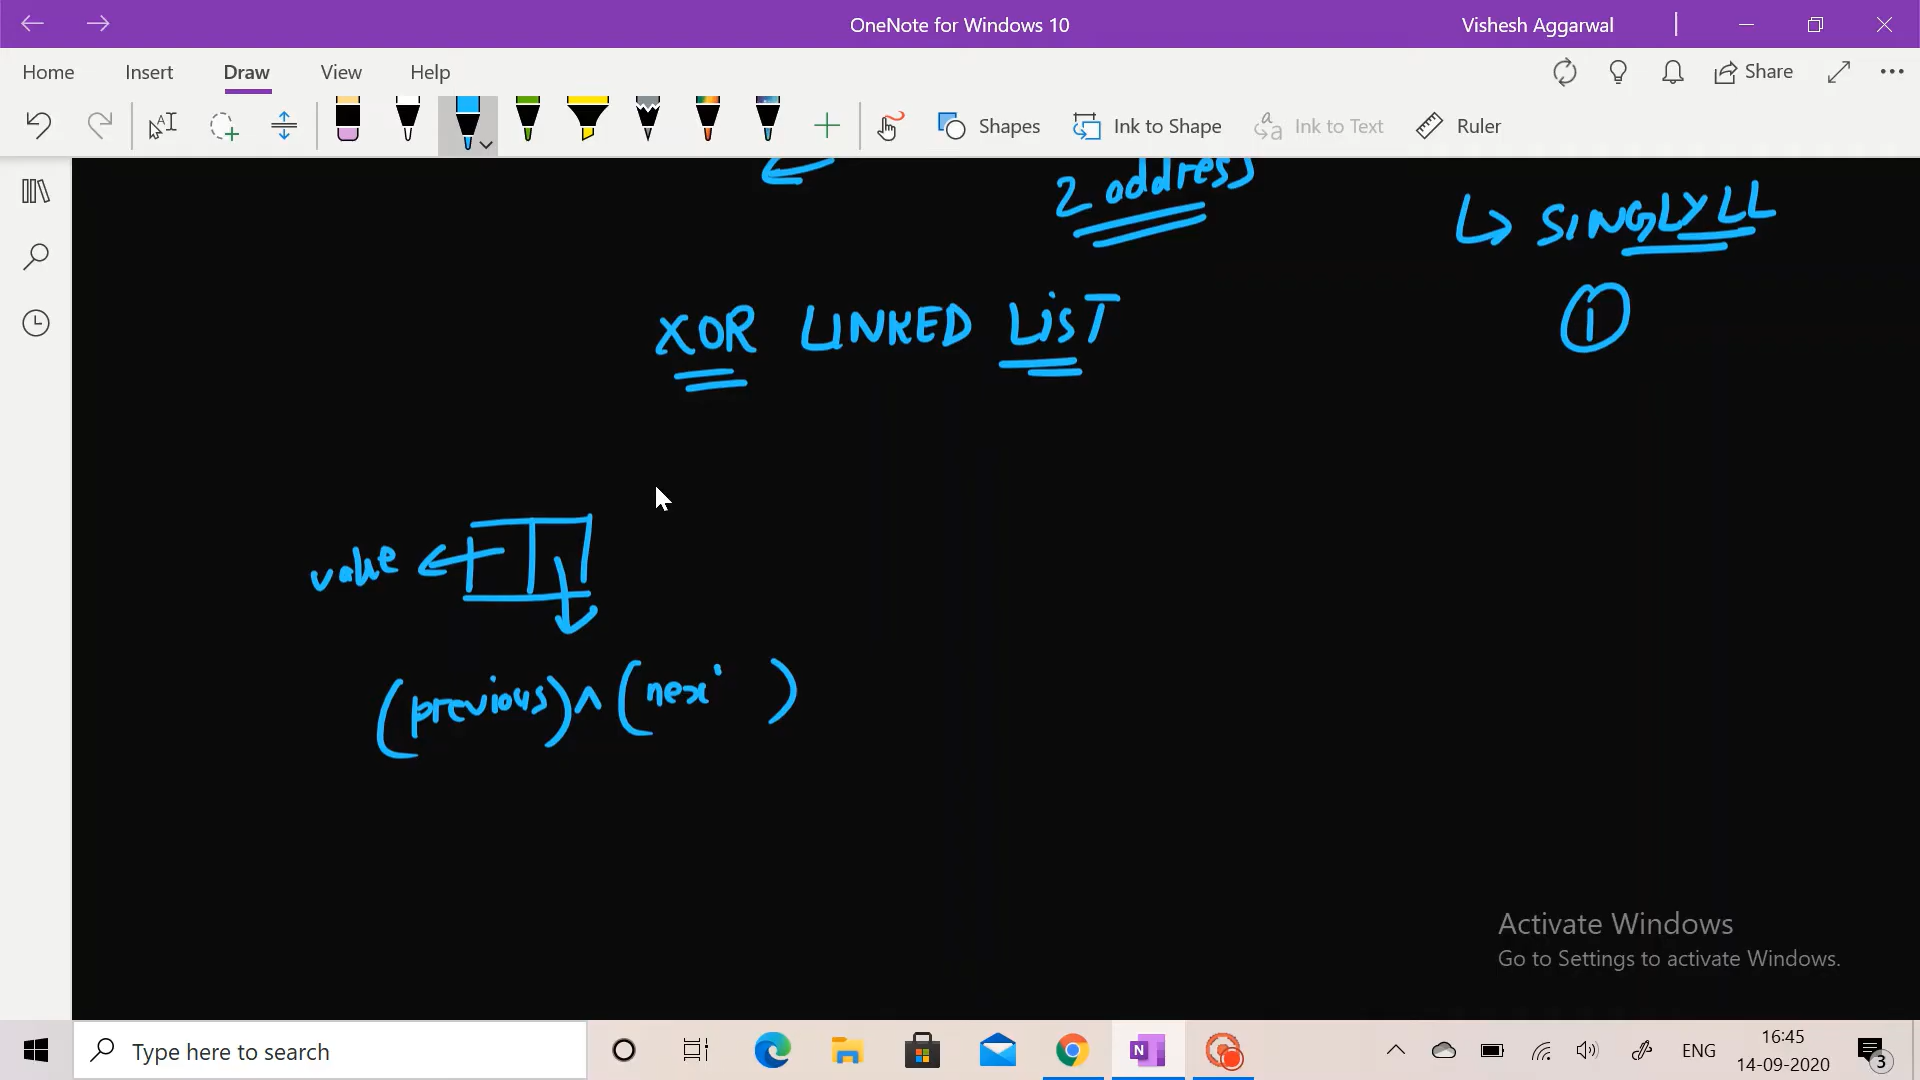 OneNote for Windows 10
Vishesh Aggarwal
Home Insert Draw View Help
Share
Shapes
Ink to Shape
Ink to Text
Ruler
2 address
↳ SINGLY LL
XOR LINKED LIST
1
value
(previous) ^ (next )
Activate Windows
Go to Settings to activate Windows.
Type here to search
ENG
16:45
14-09-2020
3